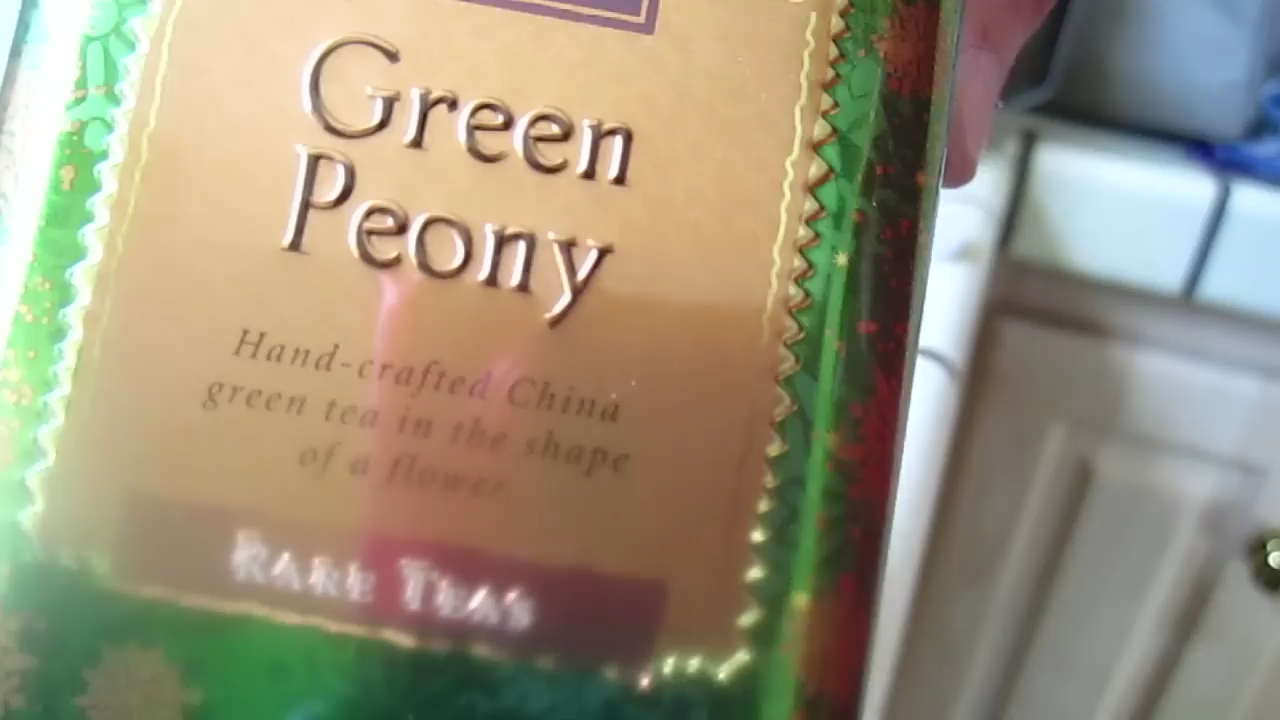 Green
Peony
Hand-crafted China
green tea in the shape
of a flower
RARE TEAS